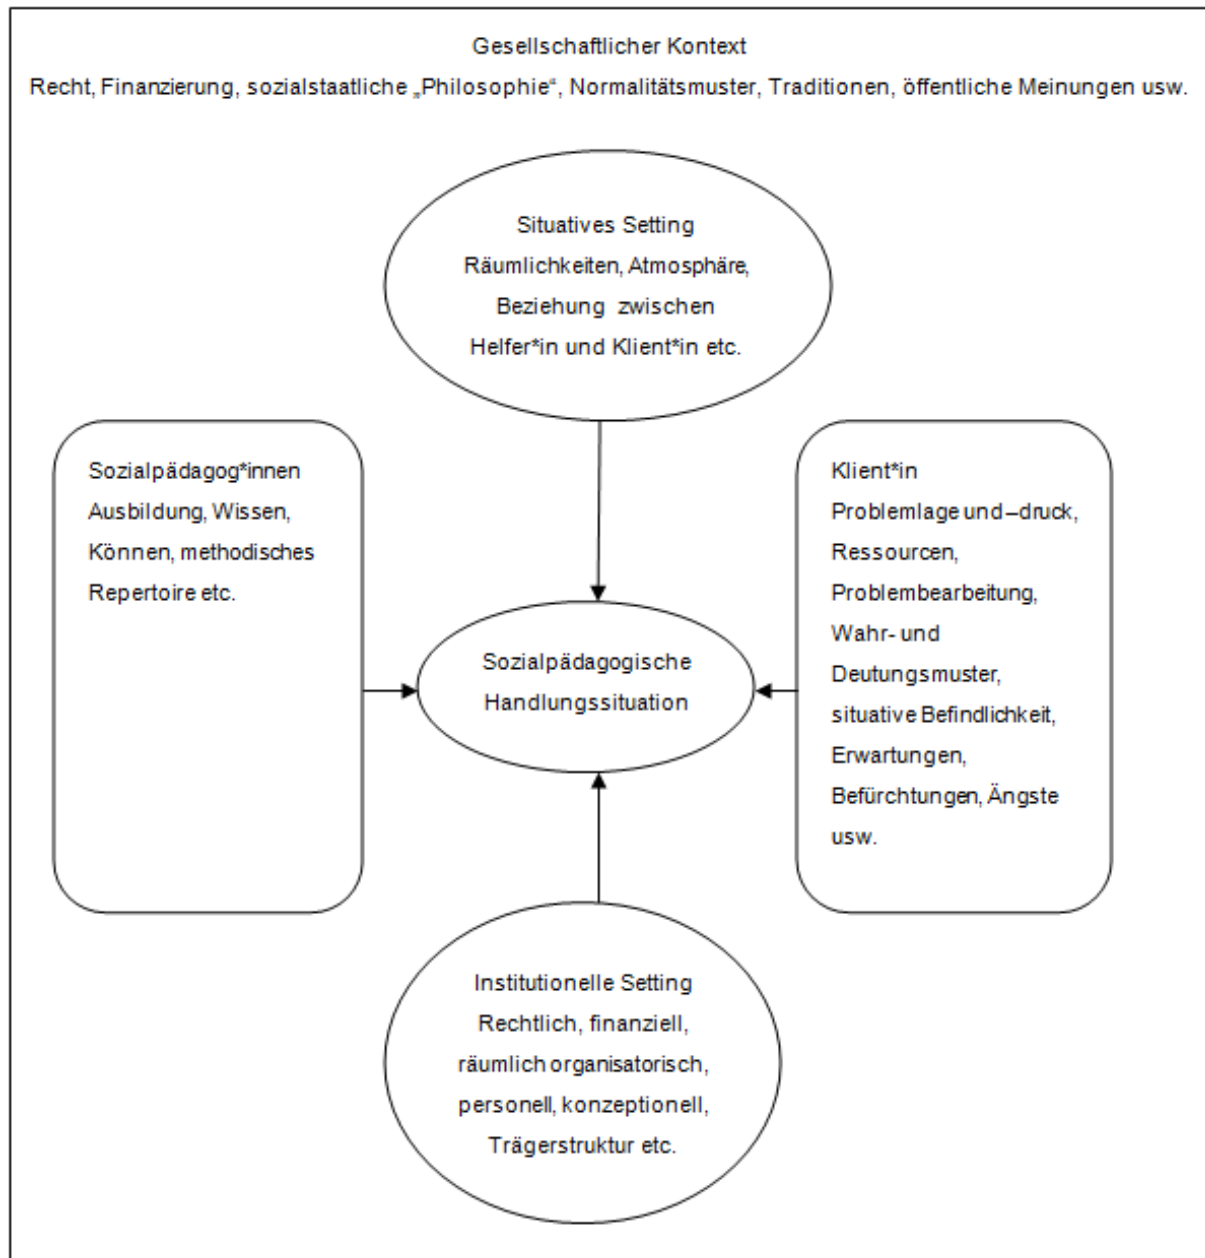 Gesellschaftlicher Kontext
Recht, Finanzierung, sozialstaatliche „Philosophie“, Normalitätsmuster, Traditionen, öffentliche Meinungen usw.
Situatives Setting
Räumlichkeiten, Atmosphäre,
Beziehung zwischen
Helfer*in und Klient*in etc.
Sozialpädagog*innen
Ausbildung, Wissen,
Können, methodisches
Repertoire etc.
Sozialpädagogische
Handlungssituation
Klient*in
Problemlage und –druck,
Ressourcen,
Problembearbeitung,
Wahr- und
Deutungsmuster,
situative Befindlichkeit,
Erwartungen,
Befürchtungen, Ängste
usw.
Institutionelle Setting
Rechtlich, finanziell,
räumlich organisatorisch,
personell, konzeptionell,
Trägerstruktur etc.